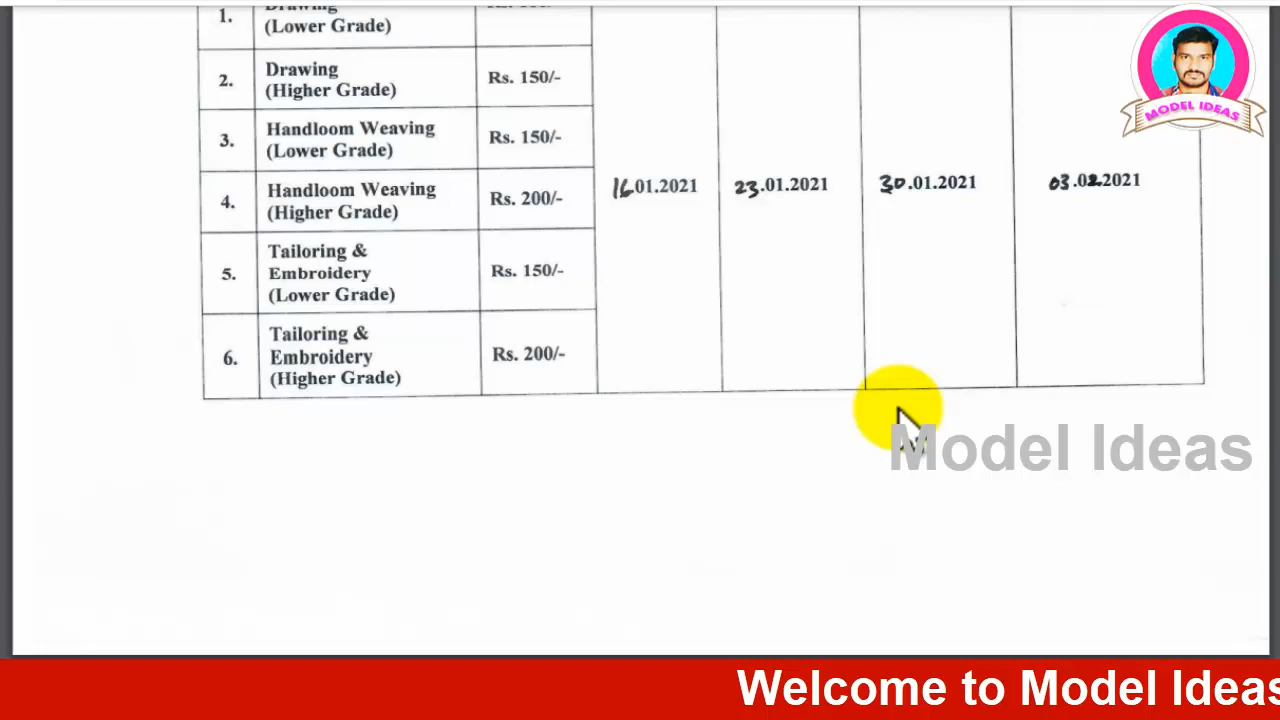 1.
Drawing
(Lower Grade)
2.
Drawing
(Higher Grade)
Rs. 150/-
3.
Handloom Weaving
(Lower Grade)
Rs. 150/-
4.
Handloom Weaving
(Higher Grade)
Rs. 200/-
16.01.2021
23.01.2021
30.01.2021
03.02.2021
5.
Tailoring &
Embroidery
(Lower Grade)
Rs. 150/-
6.
Tailoring &
Embroidery
(Higher Grade)
Rs. 200/-
MODEL IDEAS
Model Ideas
Welcome to Model Ideas